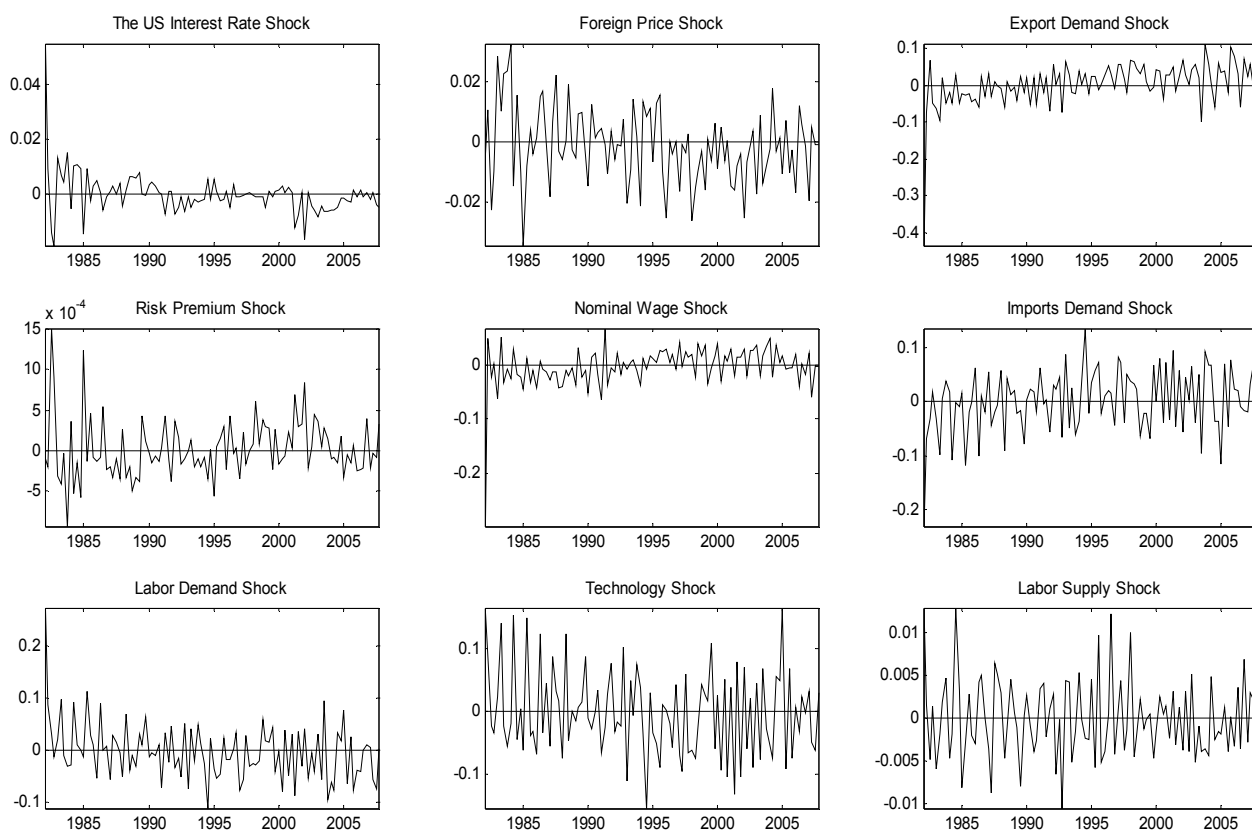 The US Interest Rate Shock
Foreign Price Shock
Export Demand Shock
0.04
0.02
0
1985 1990 1995 2000 2005
0.02
0
-0.02
1985 1990 1995 2000 2005
0.1
0
-0.1
-0.2
-0.3
-0.4
1985 1990 1995 2000 2005
Risk Premium Shock
Nominal Wage Shock
Imports Demand Shock
x 10^-4
15
10
5
0
-5
1985 1990 1995 2000 2005
0
-0.1
-0.2
1985 1990 1995 2000 2005
0.1
0
-0.1
-0.2
1985 1990 1995 2000 2005
Labor Demand Shock
Technology Shock
Labor Supply Shock
0.2
0.1
0
-0.1
1985 1990 1995 2000 2005
0.1
0
-0.1
1985 1990 1995 2000 2005
0.01
0.005
0
-0.005
-0.01
1985 1990 1995 2000 2005